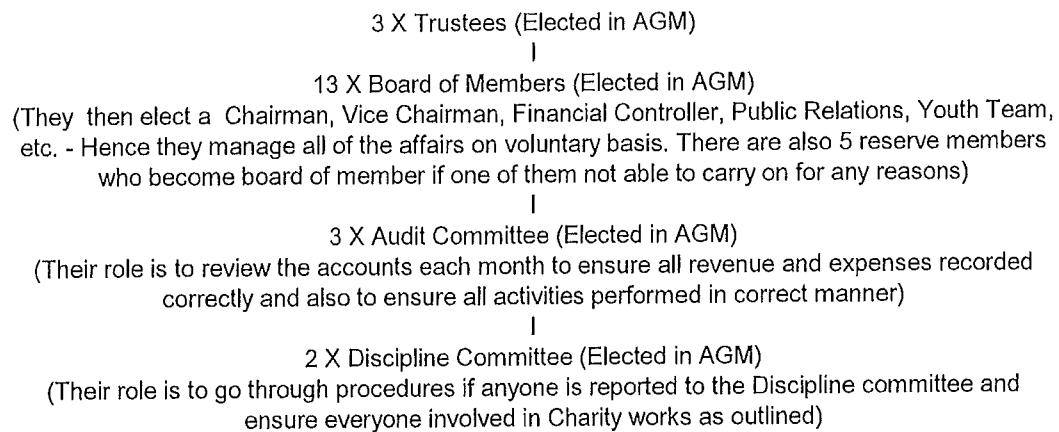 3 X Trustees (Elected in AGM)
|
13 X Board of Members (Elected in AGM)
(They then elect a Chairman, Vice Chairman, Financial Controller, Public Relations, Youth Team,
etc. - Hence they manage all of the affairs on voluntary basis. There are also 5 reserve members
who become board of member if one of them not able to carry on for any reasons)
|
3 X Audit Committee (Elected in AGM)
(Their role is to review the accounts each month to ensure all revenue and expenses recorded
correctly and also to ensure all activities performed in correct manner)
|
2 X Discipline Committee (Elected in AGM)
(Their role is to go through procedures if anyone is reported to the Discipline committee and
ensure everyone involved in Charity works as outlined)